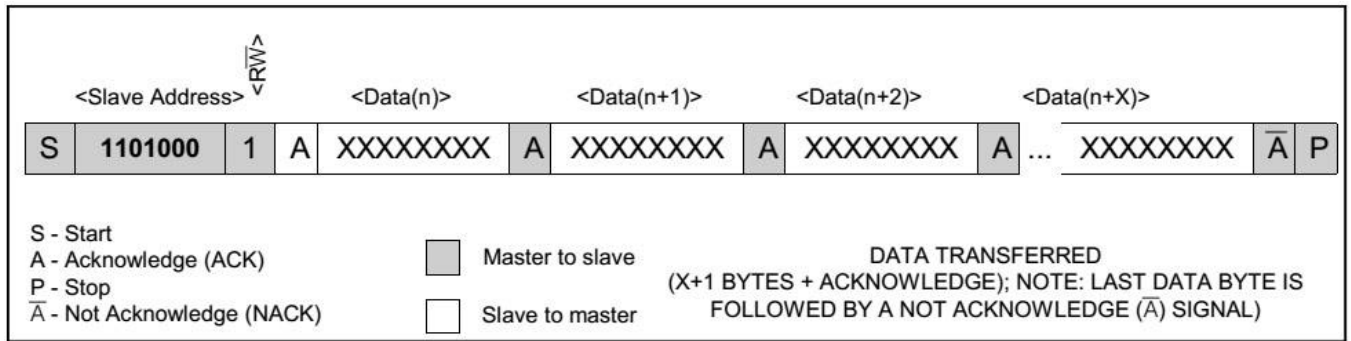 <RW̅>
<Slave Address> <Data(n)> <Data(n+1)> <Data(n+2)> <Data(n+X)>
S 1101000 1 A XXXXXXXX A XXXXXXXX A XXXXXXXX A ... XXXXXXXX A̅ P
S - Start
A - Acknowledge (ACK)
P - Stop
A̅ - Not Acknowledge (NACK)
Master to slave
Slave to master
DATA TRANSFERRED
(X+1 BYTES + ACKNOWLEDGE); NOTE: LAST DATA BYTE IS
FOLLOWED BY A NOT ACKNOWLEDGE (A̅) SIGNAL)